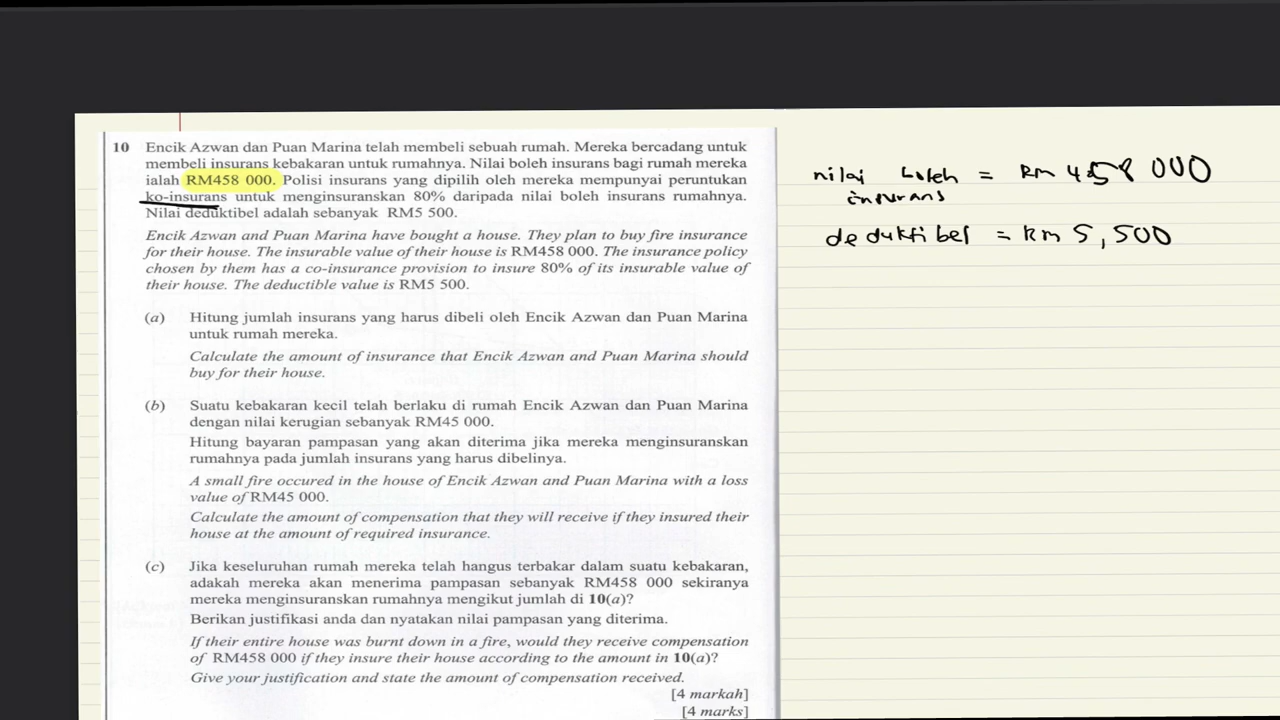 10 Encik Azwan dan Puan Marina telah membeli sebuah rumah. Mereka bercadang untuk
membeli insurans kebakaran untuk rumahnya. Nilai boleh insurans bagi rumah mereka
ialah RM458 000. Polisi insurans yang dipilih oleh mereka mempunyai peruntukan
ko-insurans untuk menginsuranskan 80% daripada nilai boleh insurans rumahnya.
Nilai deduktibel adalah sebanyak RM5 500.
Encik Azwan and Puan Marina have bought a house. They plan to buy fire insurance
for their house. The insurable value of their house is RM458 000. The insurance policy
chosen by them has a co-insurance provision to insure 80% of its insurable value of
their house. The deductible value is RM5 500.
(a) Hitung jumlah insurans yang harus dibeli oleh Encik Azwan dan Puan Marina
untuk rumah mereka.
Calculate the amount of insurance that Encik Azwan and Puan Marina should
buy for their house.
(b) Suatu kebakaran kecil telah berlaku di rumah Encik Azwan dan Puan Marina
dengan nilai kerugian sebanyak RM45 000.
Hitung bayaran pampasan yang akan diterima jika mereka menginsuranskan
rumahnya pada jumlah insurans yang harus dibelinya.
A small fire occured in the house of Encik Azwan and Puan Marina with a loss
value of RM45 000.
Calculate the amount of compensation that they will receive if they insured their
house at the amount of required insurance.
(c) Jika keseluruhan rumah mereka telah hangus terbakar dalam suatu kebakaran,
adakah mereka akan menerima pampasan sebanyak RM458 000 sekiranya
mereka menginsuranskan rumahnya mengikut jumlah di 10(a)?
Berikan justifikasi anda dan nyatakan nilai pampasan yang diterima.
If their entire house was burnt down in a fire, would they receive compensation
of RM458 000 if they insure their house according to the amount in 10(a)?
Give your justification and state the amount of compensation received.
[4 markah]
[4 marks]
nilai boleh = RM 458 000
insurans
deduktibel = RM 5,500